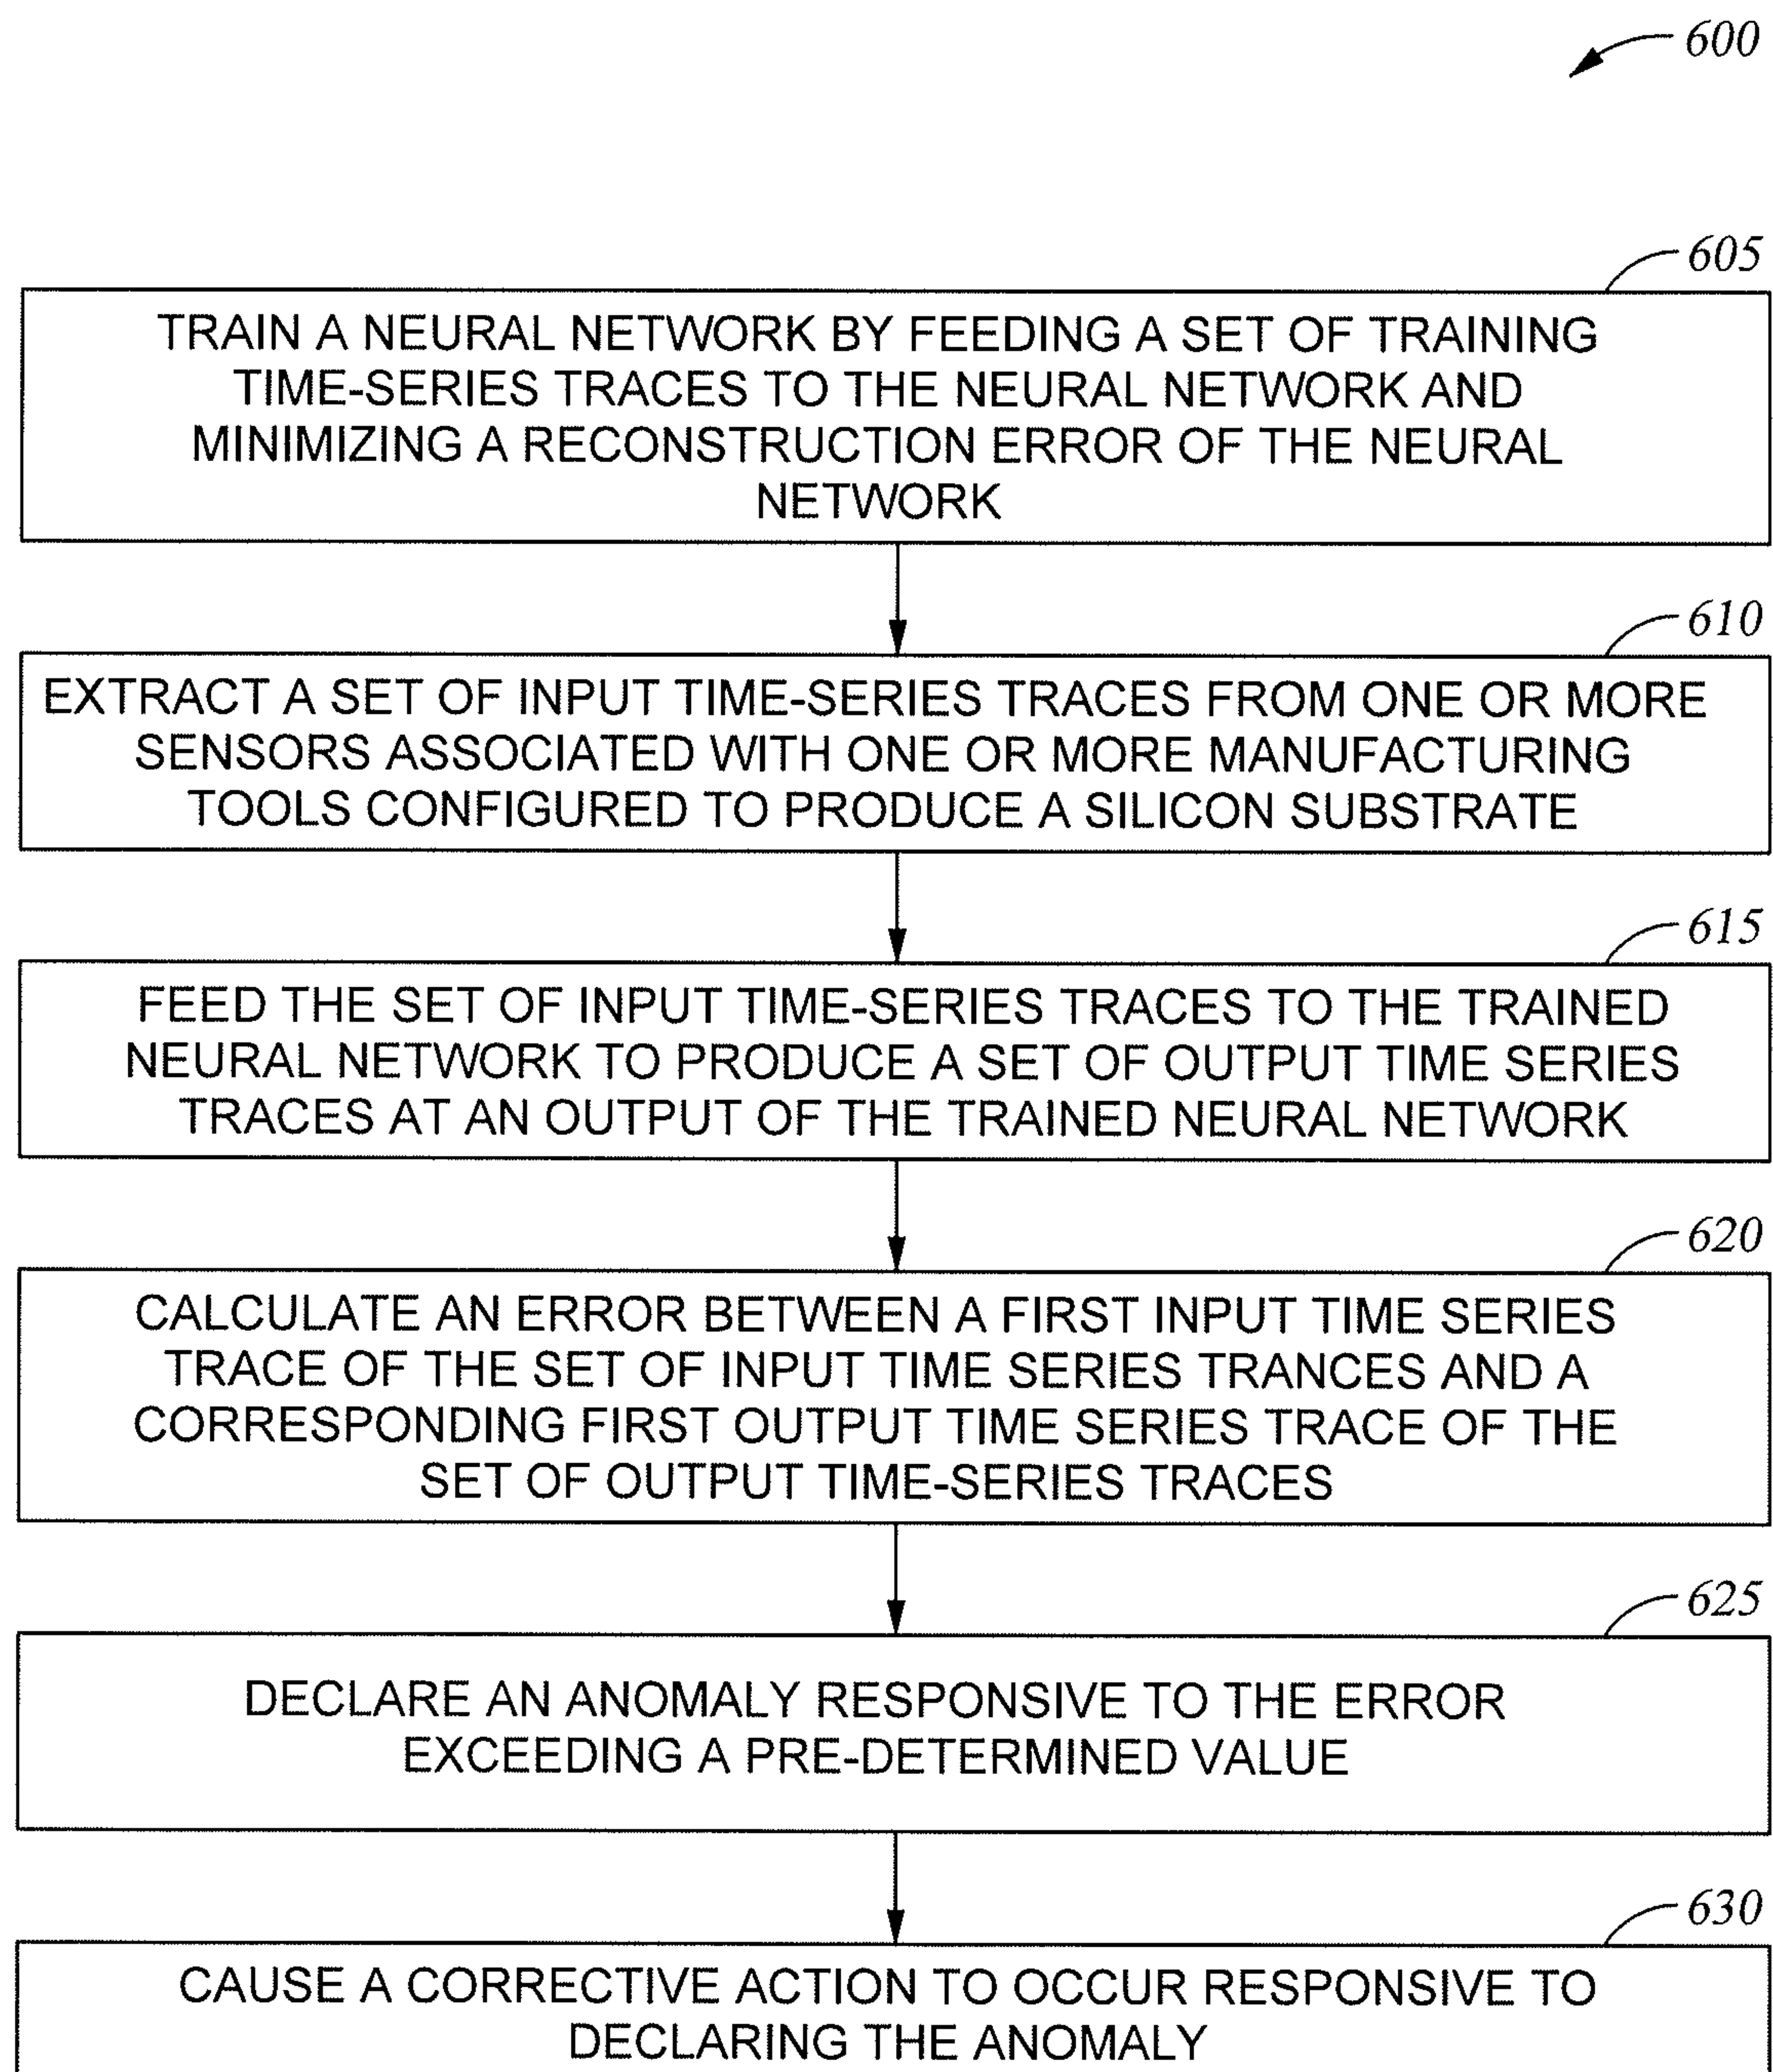 600
605
TRAIN A NEURAL NETWORK BY FEEDING A SET OF TRAINING
TIME-SERIES TRACES TO THE NEURAL NETWORK AND
MINIMIZING A RECONSTRUCTION ERROR OF THE NEURAL
NETWORK
610
EXTRACT A SET OF INPUT TIME-SERIES TRACES FROM ONE OR MORE
SENSORS ASSOCIATED WITH ONE OR MORE MANUFACTURING
TOOLS CONFIGURED TO PRODUCE A SILICON SUBSTRATE
615
FEED THE SET OF INPUT TIME-SERIES TRACES TO THE TRAINED
NEURAL NETWORK TO PRODUCE A SET OF OUTPUT TIME SERIES
TRACES AT AN OUTPUT OF THE TRAINED NEURAL NETWORK
620
CALCULATE AN ERROR BETWEEN A FIRST INPUT TIME SERIES
TRACE OF THE SET OF INPUT TIME SERIES TRANCES AND A
CORRESPONDING FIRST OUTPUT TIME SERIES TRACE OF THE
SET OF OUTPUT TIME-SERIES TRACES
625
DECLARE AN ANOMALY RESPONSIVE TO THE ERROR
EXCEEDING A PRE-DETERMINED VALUE
630
CAUSE A CORRECTIVE ACTION TO OCCUR RESPONSIVE TO
DECLARING THE ANOMALY